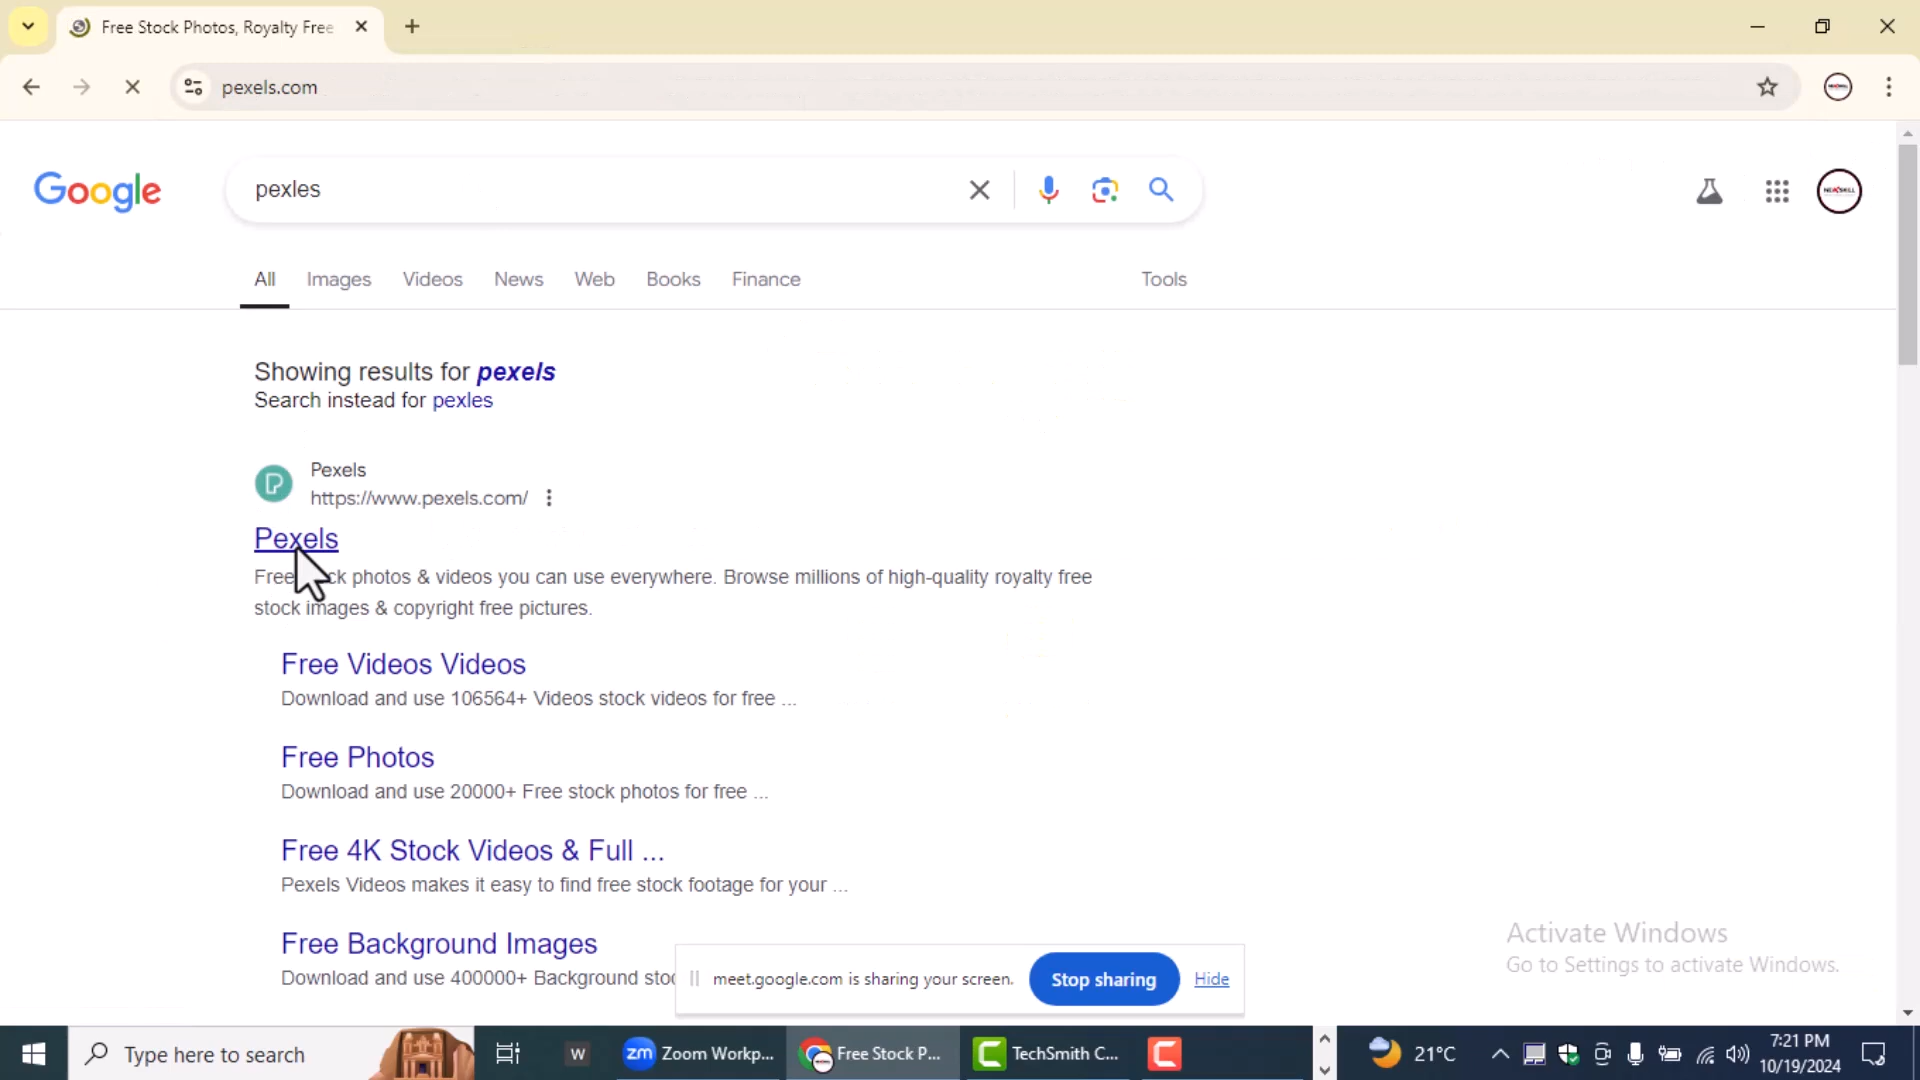 Free Stock Photos, Royalty Free
pexels.com
Google
pexles
NEXSKILL
All Images Videos News Web Books Finance Tools
Showing results for pexels
Search instead for pexles
Pexels
https://www.pexels.com/
Pexels
Free stock photos & videos you can use everywhere. Browse millions of high-quality royalty free
stock images & copyright free pictures.
Free Videos Videos
Download and use 106564+ Videos stock videos for free ...
Free Photos
Download and use 20000+ Free stock photos for free ...
Free 4K Stock Videos & Full ...
Pexels Videos makes it easy to find free stock footage for your ...
Free Background Images
Download and use 400000+ Background stoc
meet.google.com is sharing your screen. Stop sharing Hide
Activate Windows
Go to Settings to activate Windows.
Type here to search
W
zm Zoom Workp...
Free Stock P...
TechSmith C...
21°C
7:21 PM
10/19/2024